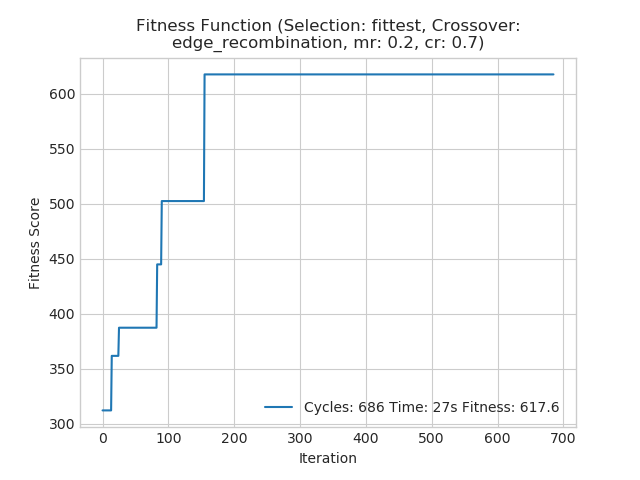 Fitness Function (Selection: fittest, Crossover:
edge_recombination, mr: 0.2, cr: 0.7)
600
550
500
450
400
350
300
Fitness Score
Cycles: 686 Time: 27s Fitness: 617.6
0 100 200 300 400 500 600 700
Iteration